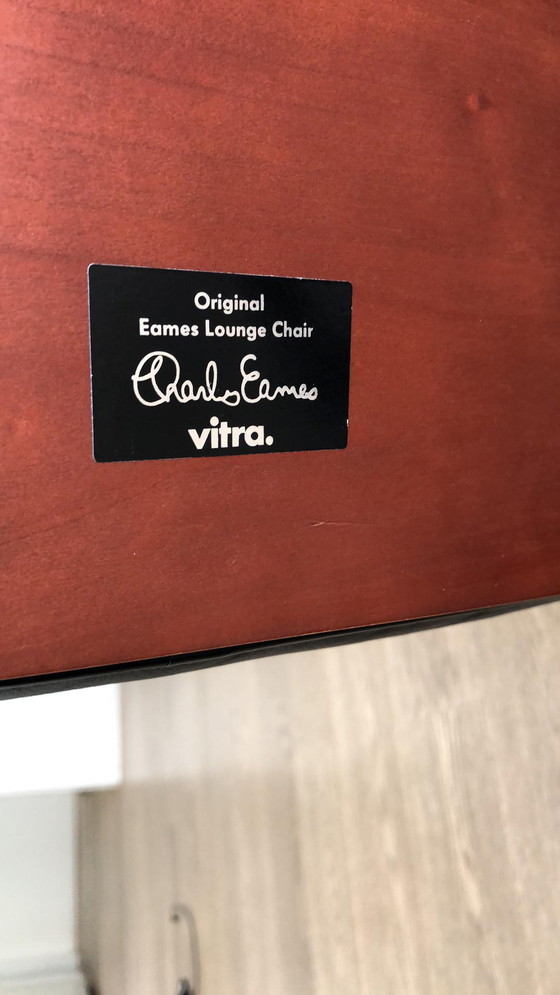 Original
Eames Lounge Chair
Charles Eames
vitra.